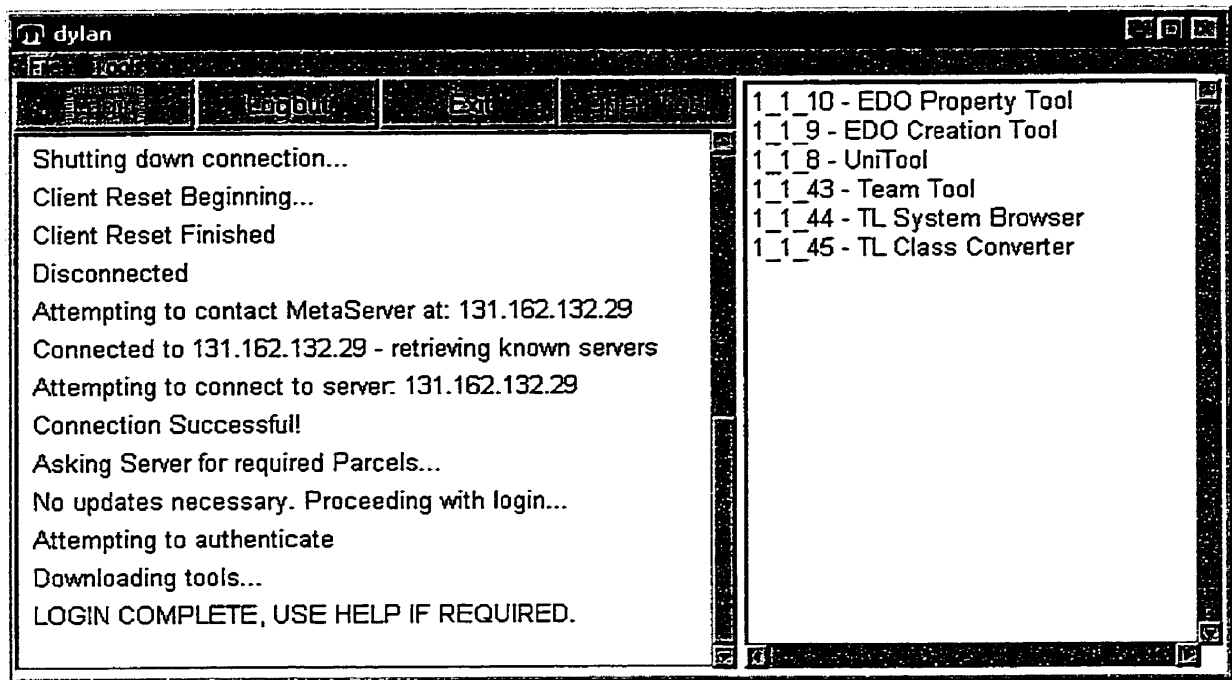 dylan
Tools
Login
Logout
Exit
Shutting down connection...
Client Reset Beginning...
Client Reset Finished
Disconnected
Attempting to contact MetaServer at: 131.162.132.29
Connected to 131.162.132.29 - retrieving known servers
Attempting to connect to server: 131.162.132.29
Connection Successful!
Asking Server for required Parcels...
No updates necessary. Proceeding with login...
Attempting to authenticate
Downloading tools...
LOGIN COMPLETE, USE HELP IF REQUIRED.
1_1_10 - EDO Property Tool
1_1_9 - EDO Creation Tool
1_1_8 - UniTool
1_1_43 - Team Tool
1_1_44 - TL System Browser
1_1_45 - TL Class Converter